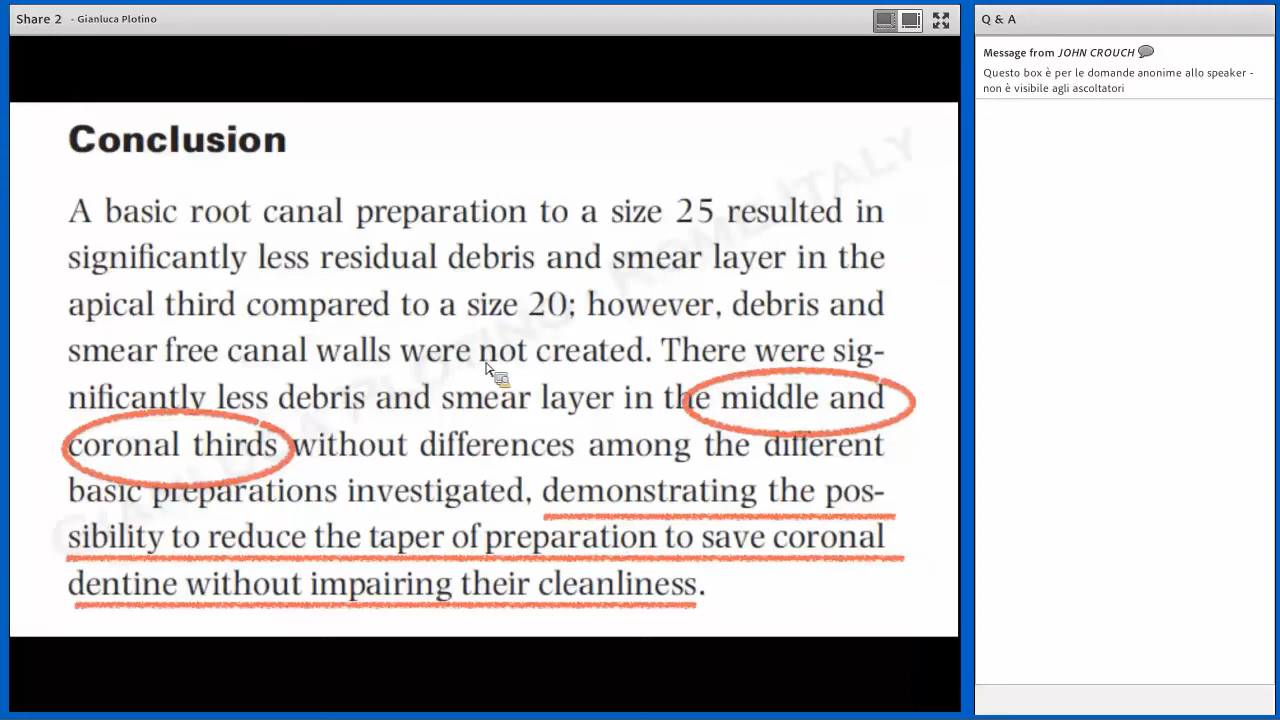 Share 2 - Gianluca Plotino
Conclusion
A basic root canal preparation to a size 25 resulted in
significantly less residual debris and smear layer in the
apical third compared to a size 20; however, debris and
smear free canal walls were not created. There were sig-
nificantly less debris and smear layer in the middle and
coronal thirds without differences among the different
basic preparations investigated, demonstrating the pos-
sibility to reduce the taper of preparation to save coronal
dentine without impairing their cleanliness.
Q & A
Message from JOHN CROUCH
Questo box è per le domande anonime allo speaker -
non è visibile agli ascoltatori